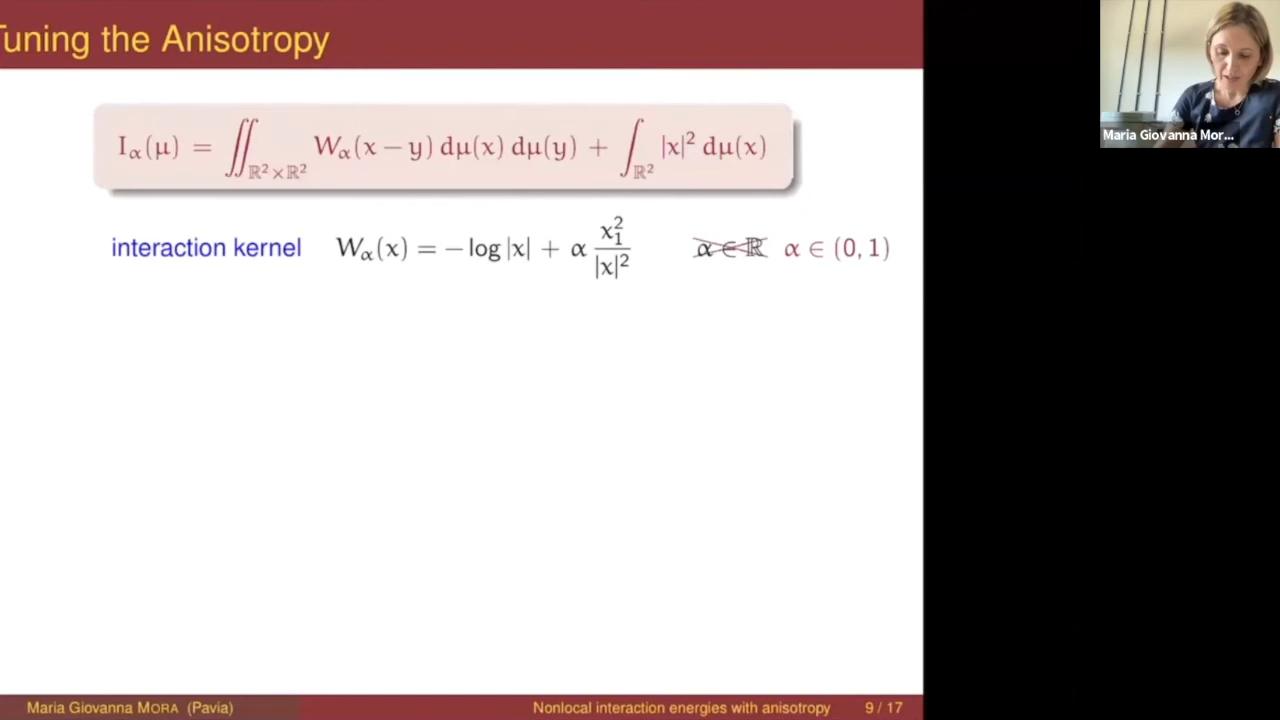 Tuning the Anisotropy
I_α(μ) = ∬_{ℝ²×ℝ²} W_α(x − y) dμ(x) dμ(y) + ∫_{ℝ²} |x|² dμ(x)
interaction kernel W_α(x) = − log |x| + α x₁²/|x|² α ∈ ℝ α ∈ (0, 1)
Maria Giovanna Mor...
Maria Giovanna MORA (Pavia) Nonlocal interaction energies with anisotropy 9 / 17